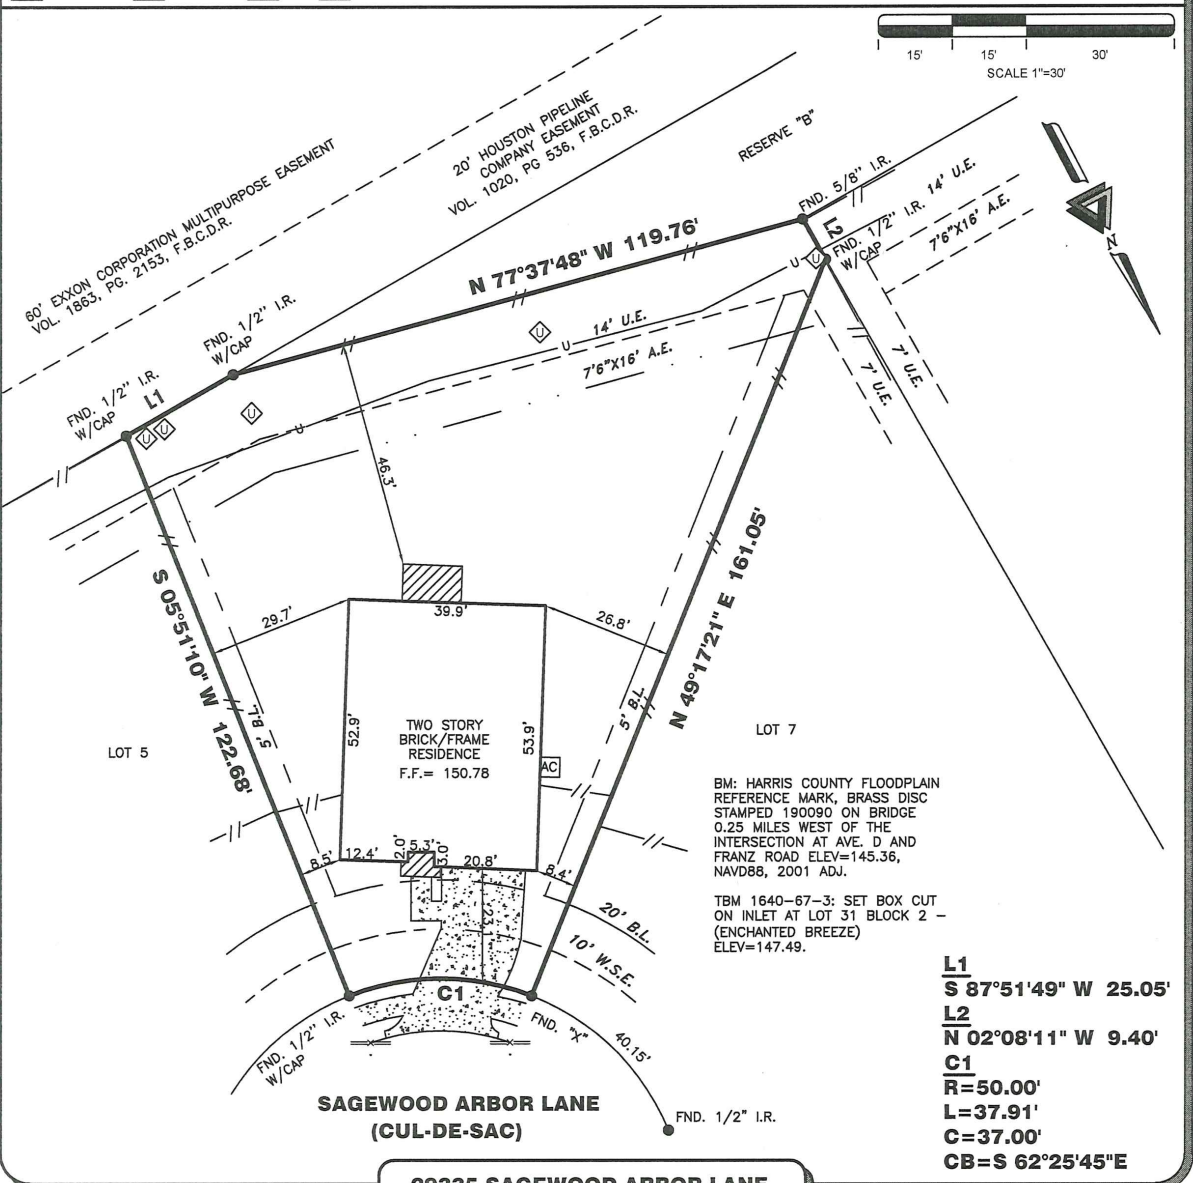 15'
15'
30'
SCALE 1"=30'
60' EXXON CORPORATION MULTIPURPOSE EASEMENT
VOL. 1863, PG. 2153, F.B.C.D.R.
20' HOUSTON PIPELINE
COMPANY EASEMENT
VOL. 1020, PG 536, F.B.C.D.R.
RESERVE "B"
FND. 5/8" I.R.
14' U.E.
7'6"X16' A.E.
L2
FND. 1/2" I.R.
W/CAP
N
N 77°37'48" W 119.76'
FND. 1/2" I.R.
W/CAP
FND. 1/2" I.R.
W/CAP
L1
U
U
U
U
U
U
U
U
14' U.E.
7'6"X16' A.E.
7' U.E.
7' U.E.
46.3'
S 05°51'10" W 122.68'
N 49°17'21" E 161.05'
29.7'
39.9'
26.8'
5' B.L.
5' B.L.
52.9'
53.9'
TWO STORY
BRICK/FRAME
RESIDENCE
F.F.= 150.78
AC
LOT 5
LOT 7
8.5'
12.4'
2.0'
5.3'
3.0'
20.8'
8.4'
20' B.L.
10' W.S.E.
C1
FND. 1/2" I.R.
W/CAP
FND. "X"
40.15'
FND. 1/2" I.R.
SAGEWOOD ARBOR LANE
(CUL-DE-SAC)
BM: HARRIS COUNTY FLOODPLAIN
REFERENCE MARK, BRASS DISC
STAMPED 190090 ON BRIDGE
0.25 MILES WEST OF THE
INTERSECTION AT AVE. D AND
FRANZ ROAD ELEV=145.36,
NAVD88, 2001 ADJ.
TBM 1640-67-3: SET BOX CUT
ON INLET AT LOT 31 BLOCK 2 –
(ENCHANTED BREEZE)
ELEV=147.49.
L1
S 87°51'49" W 25.05'
L2
N 02°08'11" W 9.40'
C1
R=50.00'
L=37.91'
C=37.00'
CB=S 62°25'45"E
SAGEWOOD ARBOR LANE